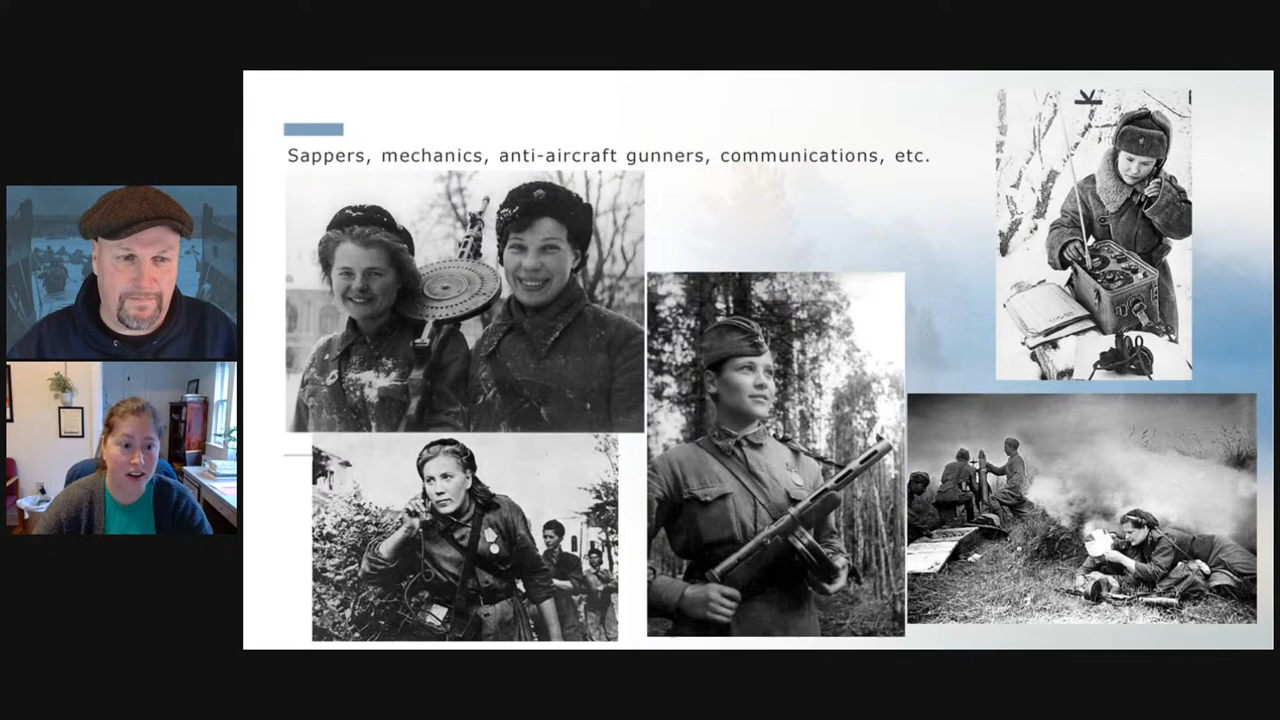 Sappers, mechanics, anti-aircraft gunners, communications, etc.